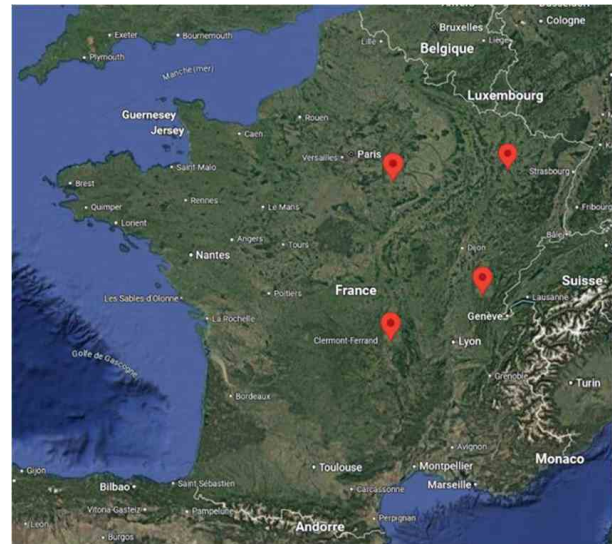 Exeter
Bournemouth
Plymouth
Bruxelles
Cologne
Lille
Liège
Belgique
Manche (mer)
Luxembourg
Guernesey
Jersey
Rouen
Caen
Versailles
Paris
Saint Malo
Strasbourg
Brest
Rennes
Le Mans
Quimper
Lorient
Fribourg
Angers
Tours
Nantes
Dijon
Bâle
Suisse
Les Sables d'Olonne
Poitiers
France
Lausanne
La Rochelle
Genève
Clermont-Ferrand
Lyon
Golfe de Gascogne
Grenoble
Turin
Bordeaux
Avignon
Monaco
Gijón
Toulouse
Montpellier
Bilbao
Saint Sébastien
Carcassonne
Marseille
Vitoria-Gasteiz
Pampelune
Perpignan
León
Andorre
Burgos